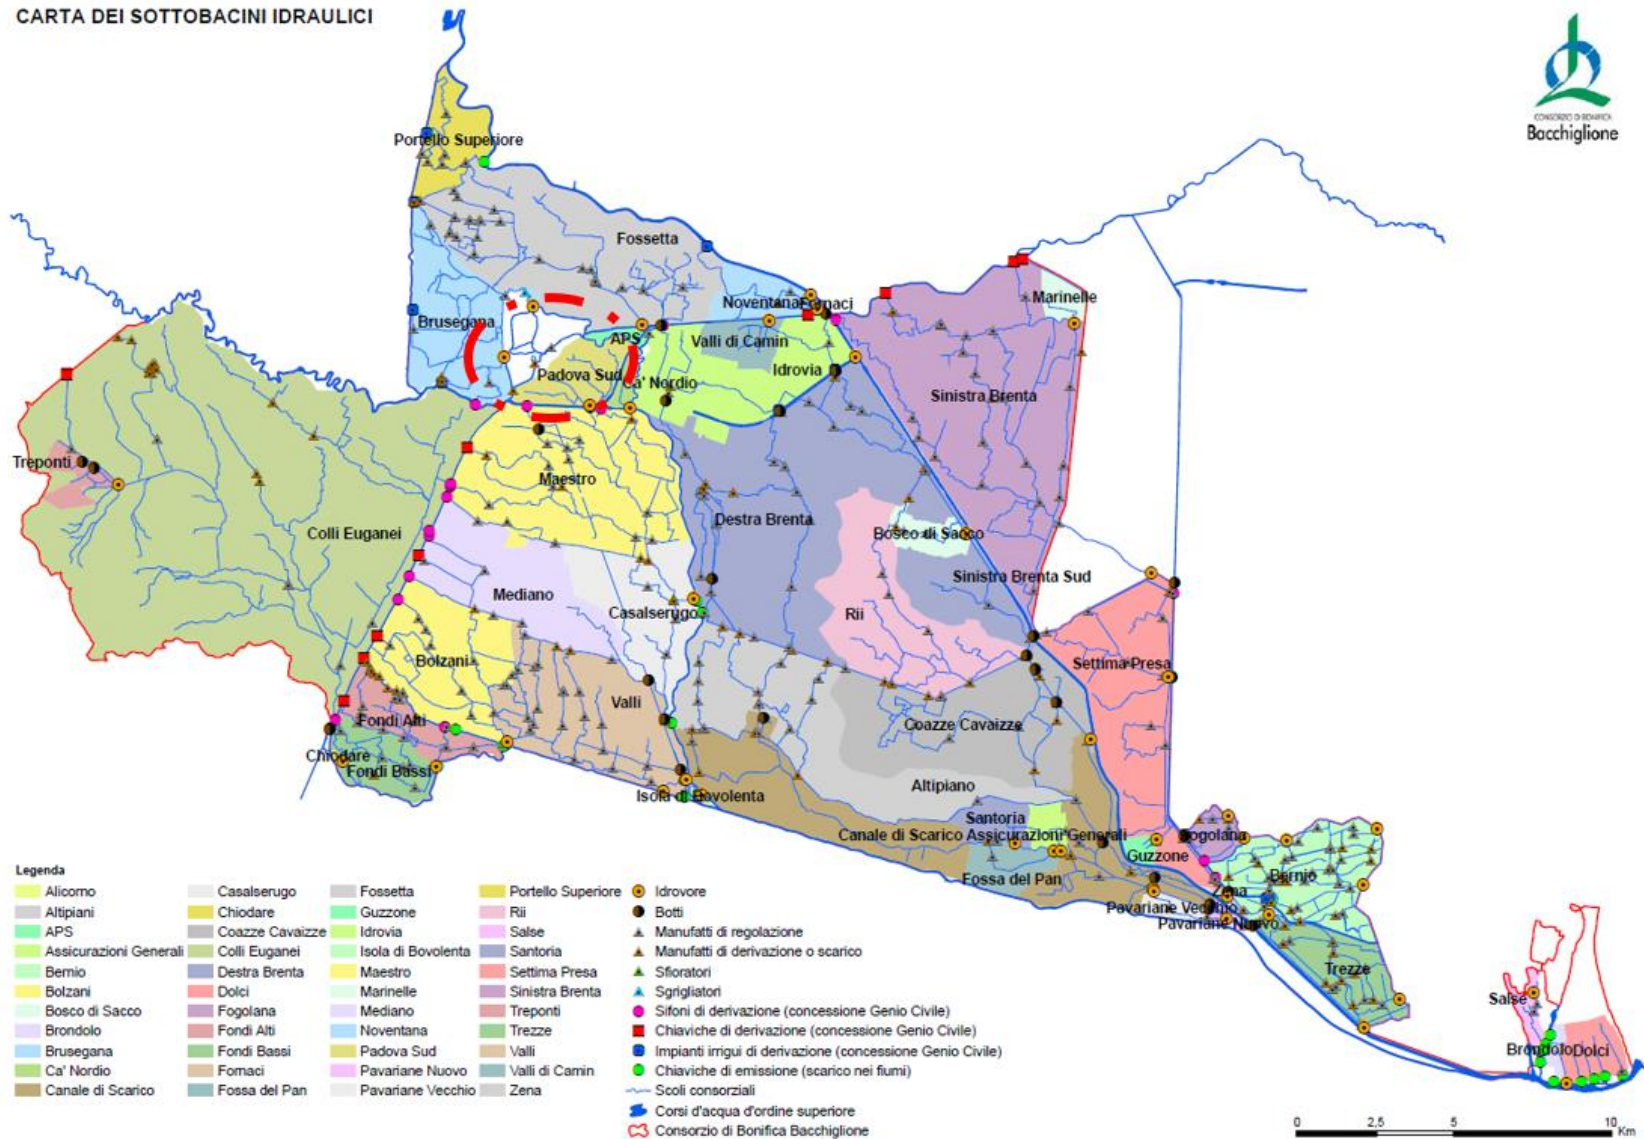 CARTA DEI SOTTOBACINI IDRAULICI
CONSORZIO DI BONIFICA
Bacchiglione
Portello Superiore
Fossetta
Marinelle
Noventana
Fornaci
Brusegana
APS
Valli di Camin
Padova Sud
Ca' Nordio
Idrovia
Sinistra Brenta
Treponti
Maestro
Colli Euganei
Destra Brenta
Bosco di Sacco
Sinistra Brenta Sud
Mediano
Casalserugo
Rii
Bolzani
Settima Presa
Valli
Fondi Alti
Coazze Cavaizze
Chiodare
Fondi Bassi
Altipiano
Isola di Bovolenta
Santoria
Canale di Scarico
Assicurazioni Generali
Fogolana
Guzzone
Fossa del Pan
Bernio
Zena
Pavariane Vecchio
Pavariane Nuovo
Trezze
Salse
Brondolo
Dolci
Legenda
Alicorno
Altipiani
APS
Assicurazioni Generali
Bernio
Bolzani
Bosco di Sacco
Brondolo
Brusegana
Ca' Nordio
Canale di Scarico
Casalserugo
Chiodare
Coazze Cavaizze
Colli Euganei
Destra Brenta
Dolci
Fogolana
Fondi Alti
Fondi Bassi
Fornaci
Fossa del Pan
Fossetta
Guzzone
Idrovia
Isola di Bovolenta
Maestro
Marinelle
Mediano
Noventana
Padova Sud
Pavariane Nuovo
Pavariane Vecchio
Portello Superiore
Rii
Salse
Santoria
Settima Presa
Sinistra Brenta
Treponti
Trezze
Valli
Valli di Camin
Zena
Idrovore
Botti
Manufatti di regolazione
Manufatti di derivazione o scarico
Sfioratori
Sgrigliatori
Sifoni di derivazione (concessione Genio Civile)
Chiaviche di derivazione (concessione Genio Civile)
Impianti irrigui di derivazione (concessione Genio Civile)
Chiaviche di emissione (scarico nei fiumi)
Scoli consorziali
Corsi d'acqua d'ordine superiore
Consorzio di Bonifica Bacchiglione
0 2,5 5 10
Km